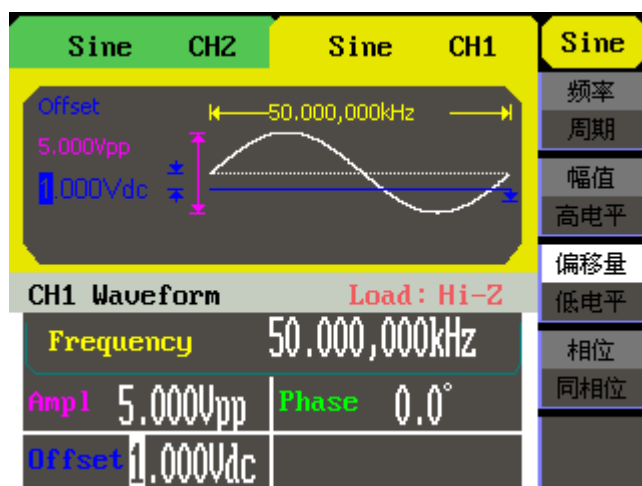 Sine CH2 Sine CH1 Sine
Offset
50.000,000kHz
5.000Vpp
1.000Vdc
CH1 Waveform Load: Hi-Z
Frequency 50.000,000kHz
Ampl 5.000Vpp Phase 0.0°
Offset 1.000Vdc
频率
周期
幅值
高电平
偏移量
低电平
相位
同相位